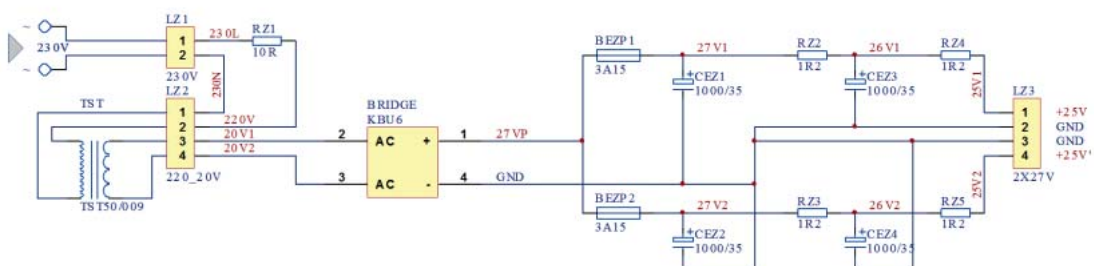 LZ1
~
1
2
230V
230V
~
230L
RZ1
10R
230N
LZ2
TST
1
2
3
4
220V
20V1
20V2
220_20V
TST50/009
BRIDGE
KBU6
2 AC + 1
3 AC - 4
27VP
GND
BEZP1
3A15
27V1
CEZ1
1000/35
RZ2
1R2
26V1
CEZ3
1000/35
RZ4
1R2
25V1
LZ3
1 +25V
2 GND
3 GND
4 +25V'
2X27V
BEZP2
3A15
27V2
CEZ2
1000/35
RZ3
1R2
26V2
CEZ4
1000/35
RZ5
1R2
25V2